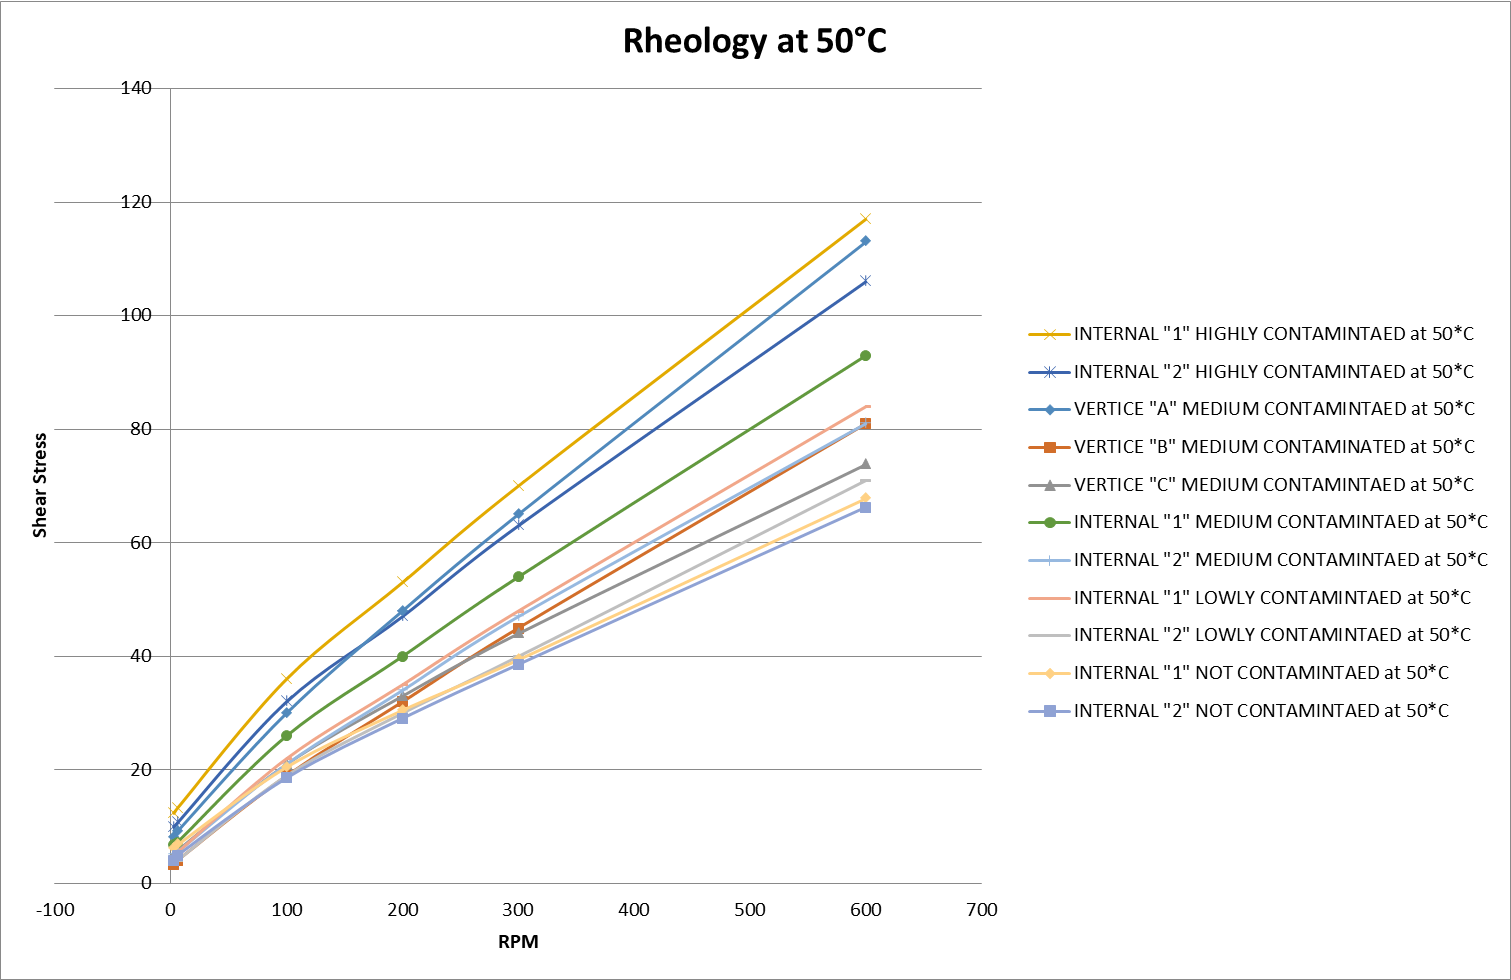 Rheology at 50°C
140
120
100
80
60
40
20
0
-100 0 100 200 300 400 500 600 700
Shear Stress
RPM
INTERNAL "1" HIGHLY CONTAMINTAED at 50*C
INTERNAL "2" HIGHLY CONTAMINTAED at 50*C
VERTICE "A" MEDIUM CONTAMINTAED at 50*C
VERTICE "B" MEDIUM CONTAMINATED at 50*C
VERTICE "C" MEDIUM CONTAMINTAED at 50*C
INTERNAL "1" MEDIUM CONTAMINTAED at 50*C
INTERNAL "2" MEDIUM CONTAMINTAED at 50*C
INTERNAL "1" LOWLY CONTAMINTAED at 50*C
INTERNAL "2" LOWLY CONTAMINTAED at 50*C
INTERNAL "1" NOT CONTAMINTAED at 50*C
INTERNAL "2" NOT CONTAMINTAED at 50*C